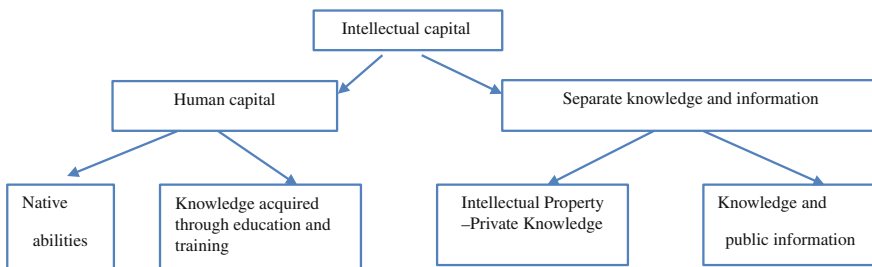 Intellectual capital
Human capital
Separate knowledge and information
Native
abilities
Knowledge acquired
through education and
training
Intellectual Property
–Private Knowledge
Knowledge and
public information